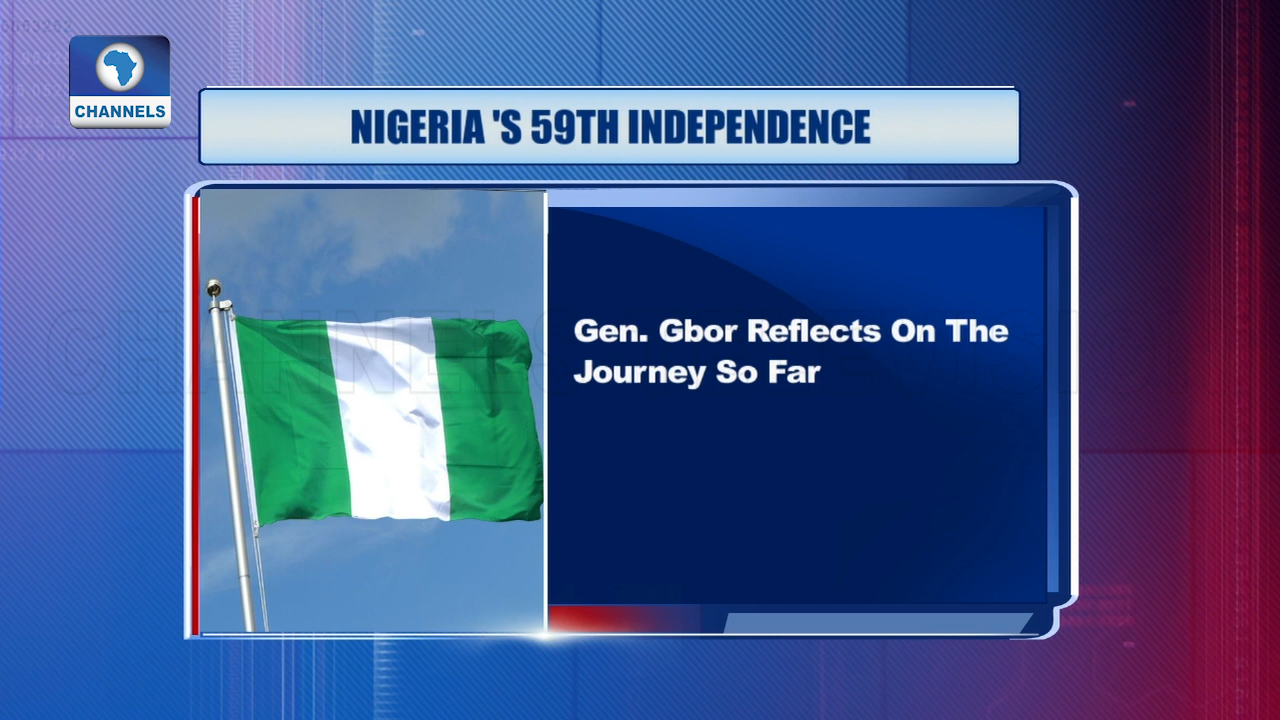 CHANNELS
NIGERIA 'S 59TH INDEPENDENCE
Gen. Gbor Reflects On The
Journey So Far